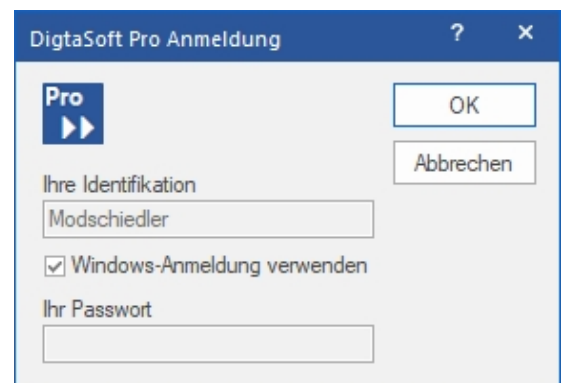 DigtaSoft Pro Anmeldung ? ×
Pro
OK
Abbrechen
Ihre Identifikation
Modschiedler
Windows-Anmeldung verwenden
Ihr Passwort